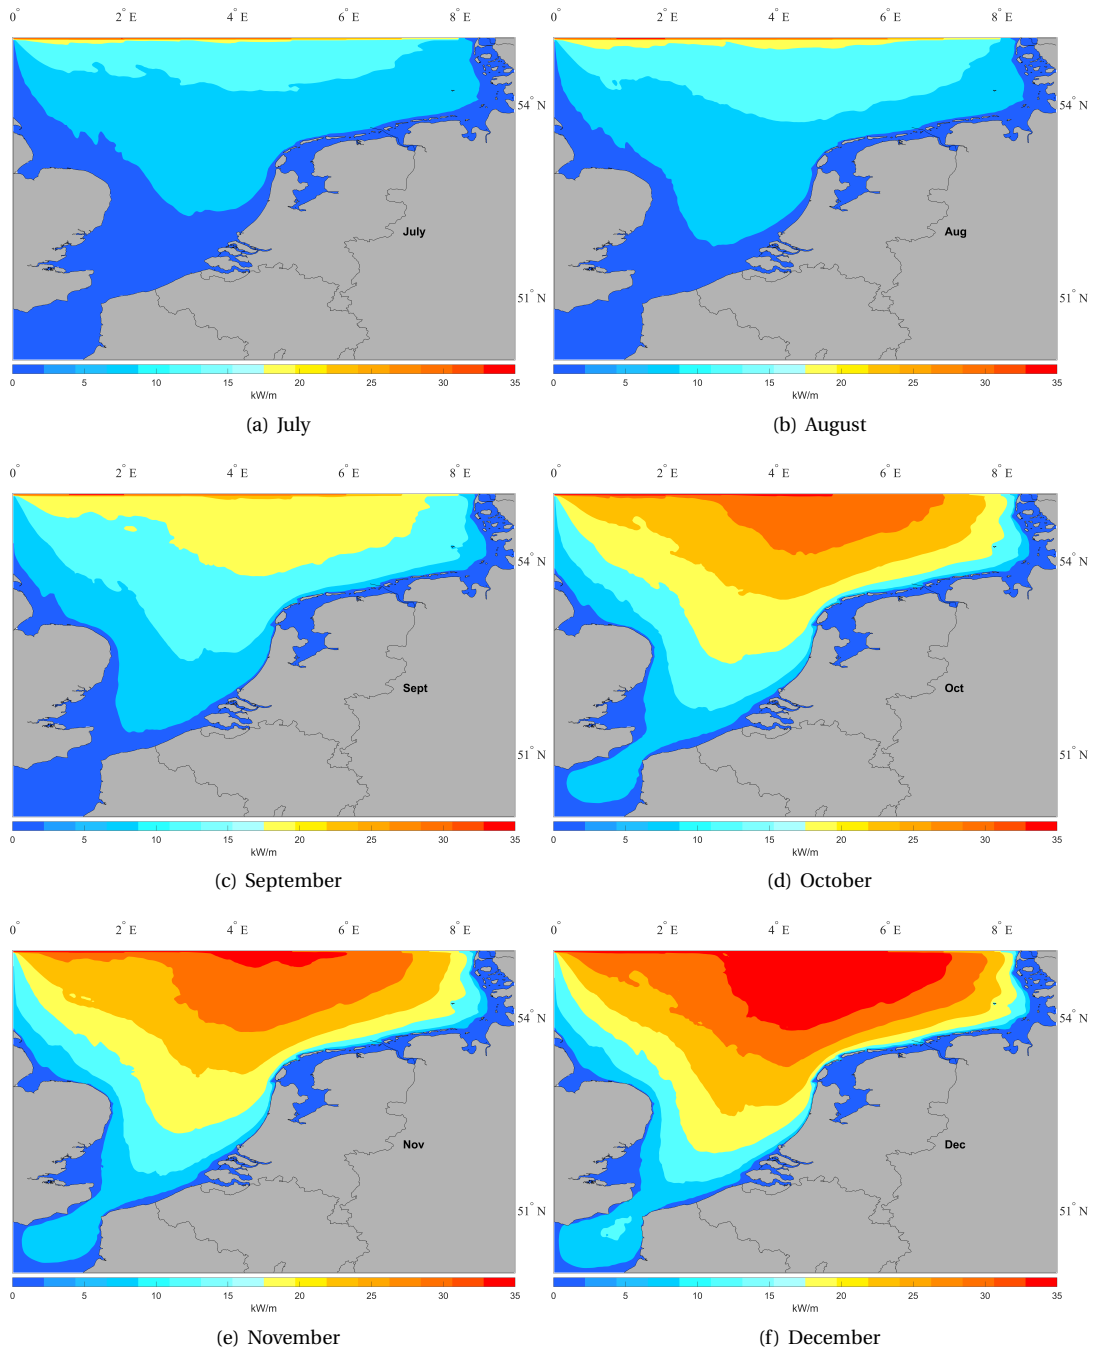 0° 2° E 4° E 6° E 8° E
0° 2° E 4° E 6° E 8° E
54° N
54° N
July
Aug
51° N
51° N
0 5 10 15 20 25 30 35
0 5 10 15 20 25 30 35
kW/m
kW/m
(a) July
(b) August
0° 2° E 4° E 6° E 8° E
0° 2° E 4° E 6° E 8° E
54° N
54° N
Sept
Oct
51° N
51° N
0 5 10 15 20 25 30 35
0 5 10 15 20 25 30 35
kW/m
kW/m
(c) September
(d) October
0° 2° E 4° E 6° E 8° E
0° 2° E 4° E 6° E 8° E
54° N
54° N
Nov
Dec
51° N
51° N
0 5 10 15 20 25 30 35
0 5 10 15 20 25 30 35
kW/m
kW/m
(e) November
(f) December